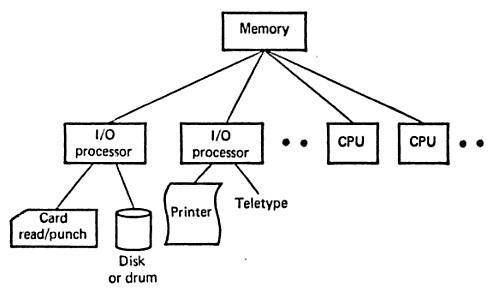 Memory
I/O
processor
I/O
processor
CPU
CPU
Card
read/punch
Disk
or drum
Printer
Teletype